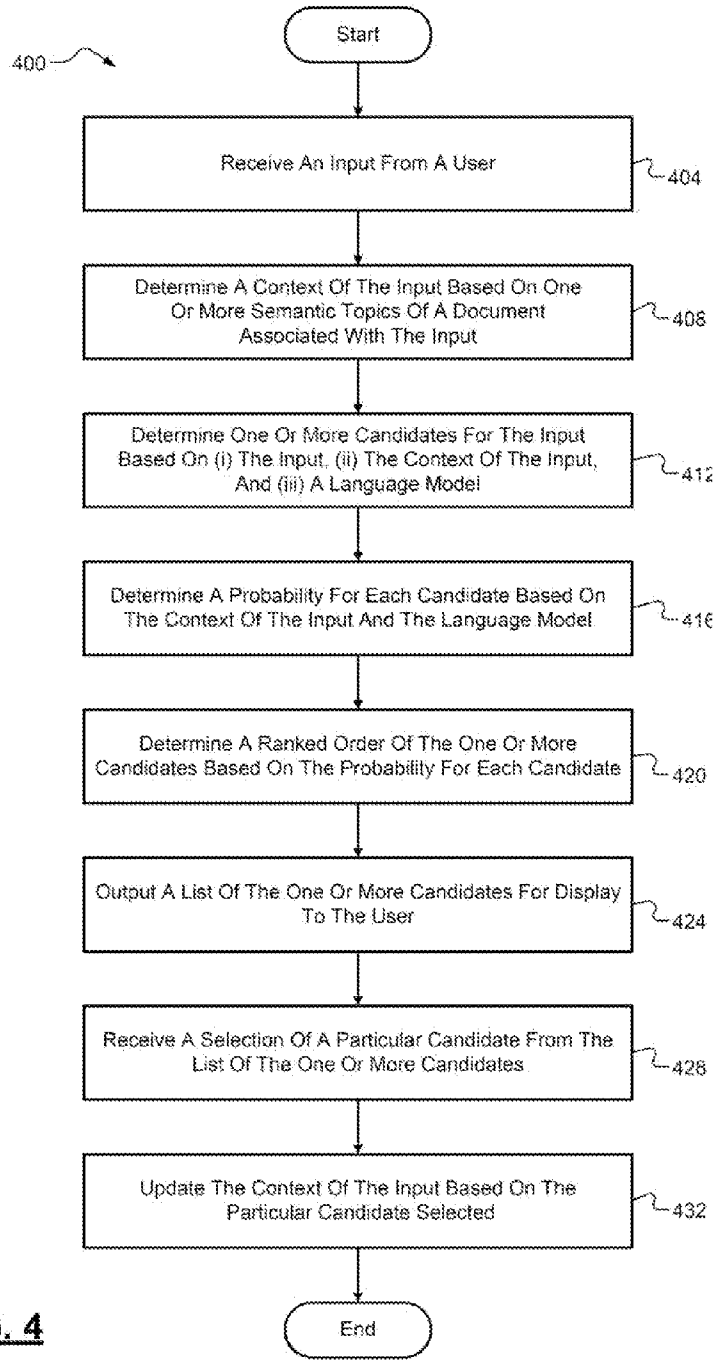 Start
400
Receive An Input From A User
404
Determine A Context Of The Input Based On One
Or More Semantic Topics Of A Document
Associated With The Input
408
Determine One Or More Candidates For The Input
Based On (i) The Input, (ii) The Context Of The Input,
And (iii) A Language Model
412
Determine A Probability For Each Candidate Based On
The Context Of The Input And The Language Model
416
Determine A Ranked Order Of The One Or More
Candidates Based On The Probability For Each Candidate
420
Output A List Of The One Or More Candidates For Display
To The User
424
Receive A Selection Of A Particular Candidate From The
List Of The One Or More Candidates
428
Update The Context Of The Input Based On The
Particular Candidate Selected
432
. 4
End